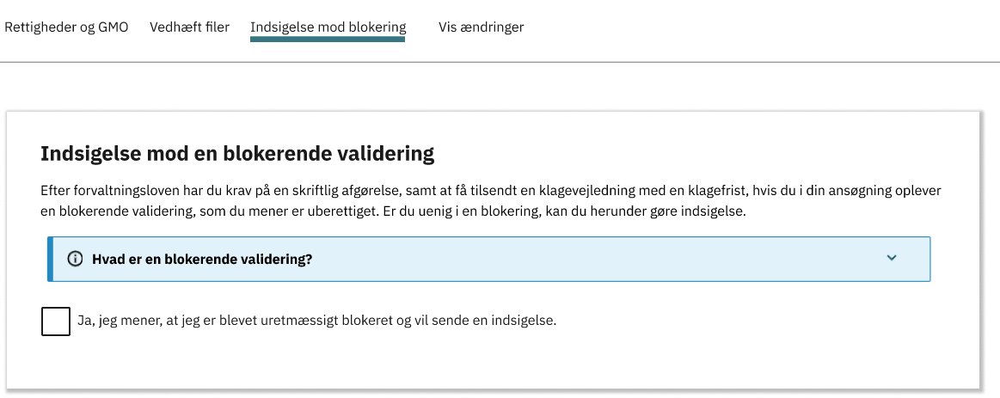 Rettigheder og GMO Vedhæft filer Indsigelse mod blokering Vis ændringer
Indsigelse mod en blokerende validering
Efter forvaltningsloven har du krav på en skriftlig afgørelse, samt at få tilsendt en klagevejledning med en klagefrist, hvis du i din ansøgning oplever
en blokerende validering, som du mener er uberettiget. Er du uenig i en blokering, kan du herunder gøre indsigelse.
Hvad er en blokerende validering?
Ja, jeg mener, at jeg er blevet uretmæssigt blokeret og vil sende en indsigelse.